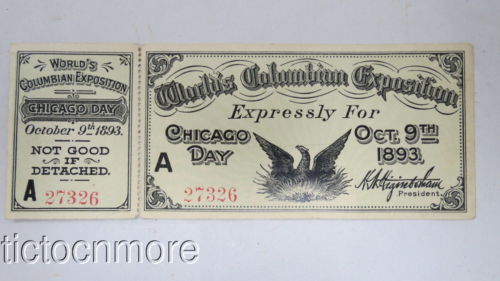 WORLD'S
COLUMBIAN EXPOSITION
CHICAGO DAY
October 9th 1893.
NOT GOOD
IF
DETACHED.
A 27326
World's Columbian Exposition
Expressly For
CHICAGO DAY
OCT. 9TH 1893.
A
27326
H.N. Higinbotham
President.
tictocnmore